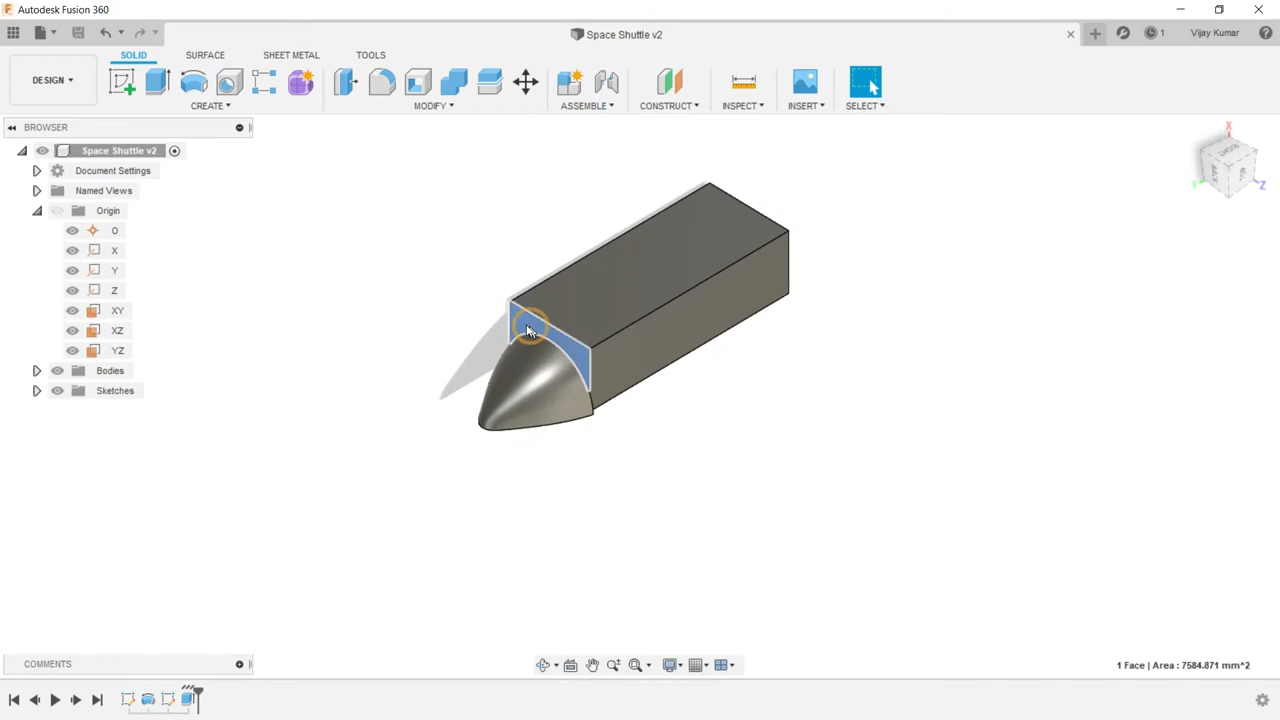 Autodesk Fusion 360
Space Shuttle v2
1
Vijay Kumar
SOLID SURFACE SHEET METAL TOOLS
DESIGN
CREATE MODIFY ASSEMBLE CONSTRUCT INSPECT INSERT SELECT
BROWSER
Space Shuttle v2
Document Settings
Named Views
Origin
O
X
Y
Z
XY
XZ
YZ
Bodies
Sketches
X
RIGHT
Y
Z
COMMENTS
1 Face | Area : 7584.871 mm^2